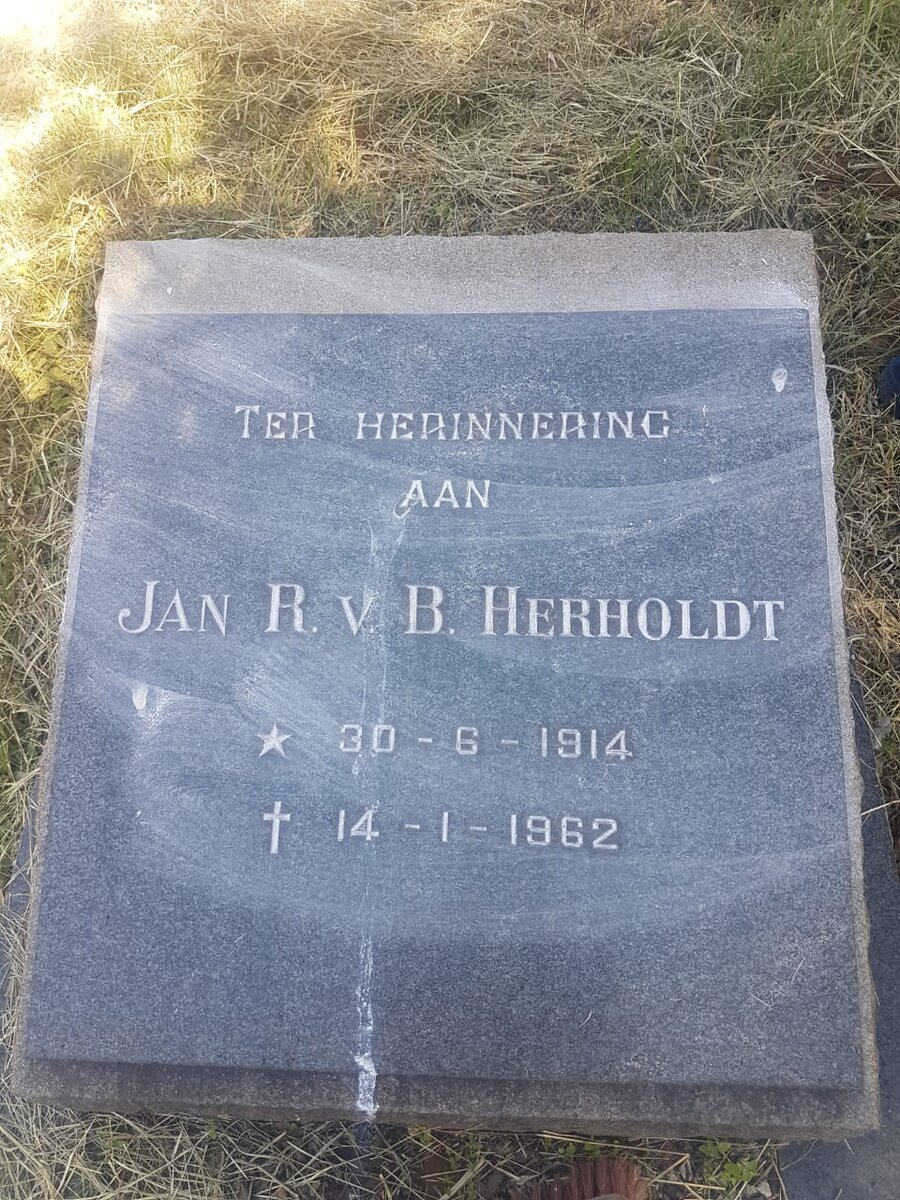 TER HERINNERING
AAN
JAN R. V. B. HERHOLDT
★ 30-6-1914
† 14-1-1962